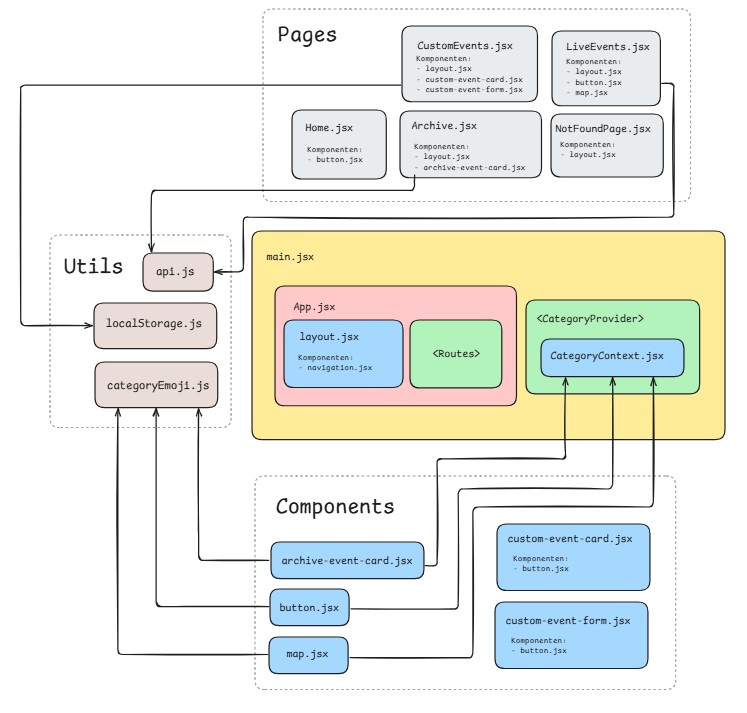 Pages
CustomEvents.jsx
Komponenten:
- layout.jsx
- custom-event-card.jsx
- custom-event-form.jsx
LiveEvents.jsx
Komponenten:
- layout.jsx
- button.jsx
- map.jsx
Home.jsx
Komponenten:
- button.jsx
Archive.jsx
Komponenten:
- layout.jsx
- archive-event-card.jsx
NotFoundPage.jsx
Komponenten:
- layout.jsx
Utils
api.js
localStorage.js
categoryEmoji.js
main.jsx
App.jsx
layout.jsx
Komponenten:
- navigation.jsx
<Routes>
<CategoryProvider>
CategoryContext.jsx
Components
archive-event-card.jsx
button.jsx
map.jsx
custom-event-card.jsx
Komponenten:
- button.jsx
custom-event-form.jsx
Komponenten:
- button.jsx